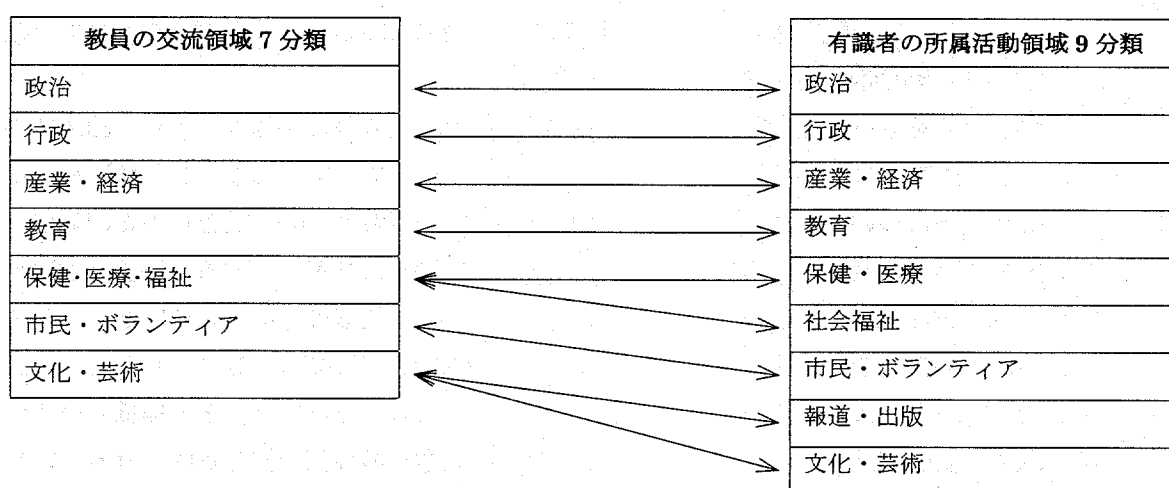 教員の交流領域 7 分類
政治
行政
産業・経済
教育
保健・医療・福祉
市民・ボランティア
文化・芸術
有識者の所属活動領域 9 分類
政治
行政
産業・経済
教育
保健・医療
社会福祉
市民・ボランティア
報道・出版
文化・芸術